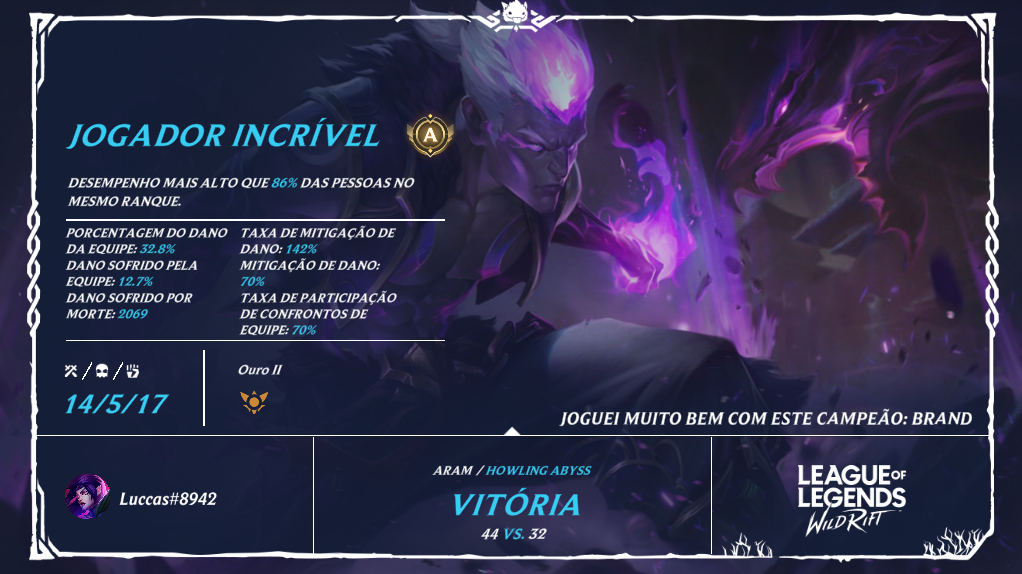 JOGADOR INCRÍVEL
A
DESEMPENHO MAIS ALTO QUE 86% DAS PESSOAS NO
MESMO RANQUE.
PORCENTAGEM DO DANO
DA EQUIPE: 32.8%
DANO SOFRIDO PELA
EQUIPE: 12.7%
DANO SOFRIDO POR
MORTE: 2069
TAXA DE MITIGAÇÃO DE
DANO: 142%
MITIGAÇÃO DE DANO:
70%
TAXA DE PARTICIPAÇÃO
DE CONFRONTOS DE
EQUIPE: 70%
14/5/17
Ouro II
JOGUEI MUITO BEM COM ESTE CAMPEÃO: BRAND
Luccas#8942
ARAM / HOWLING ABYSS
VITÓRIA
44 VS. 32
LEAGUE OF
LEGENDS
WILD RIFT